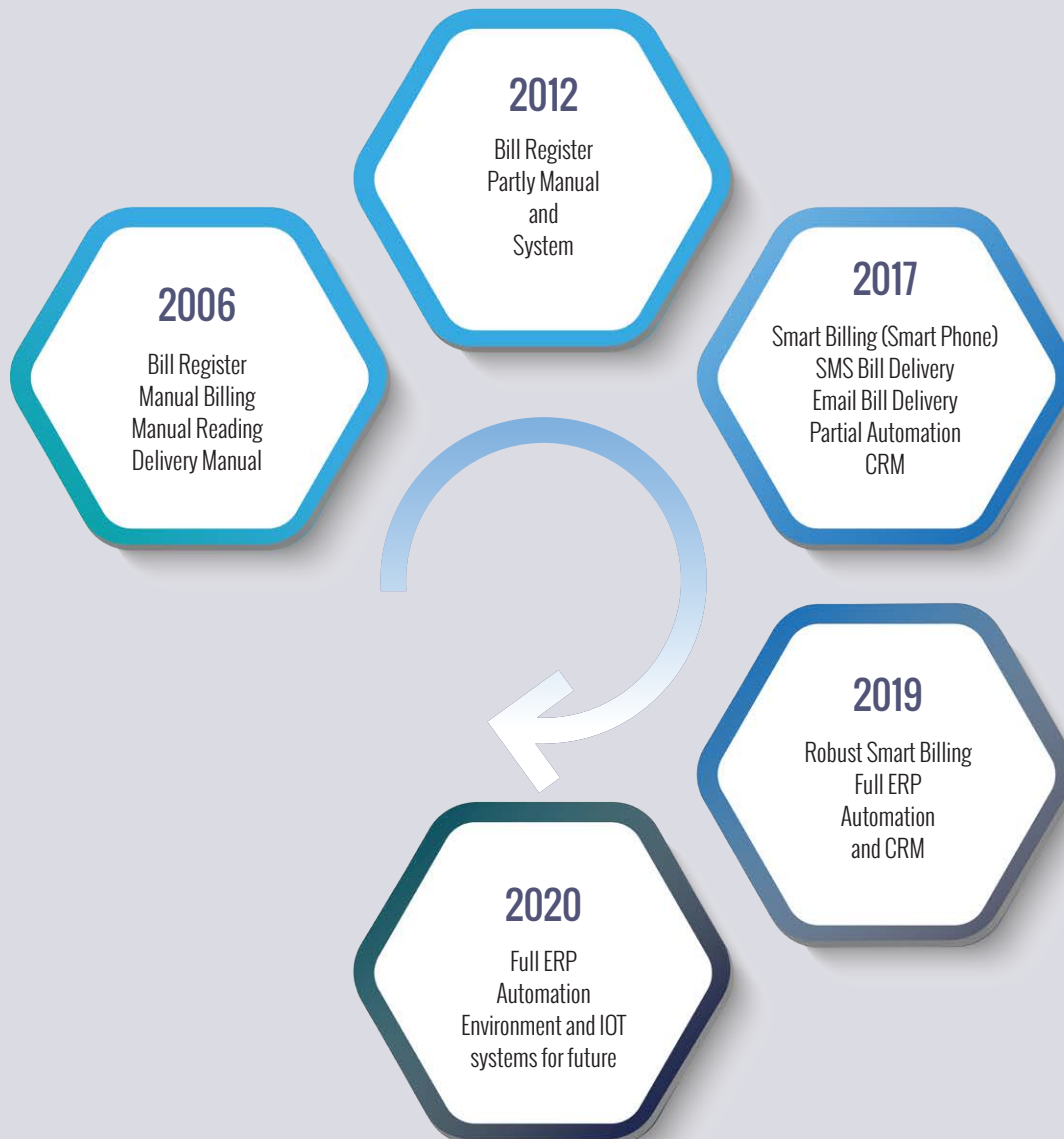 2006
Bill Register
Manual Billing
Manual Reading
Delivery Manual
2012
Bill Register
Partly Manual
and
System
2017
Smart Billing (Smart Phone)
SMS Bill Delivery
Email Bill Delivery
Partial Automation
CRM
2019
Robust Smart Billing
Full ERP
Automation
and CRM
2020
Full ERP
Automation
Environment and IOT
systems for future